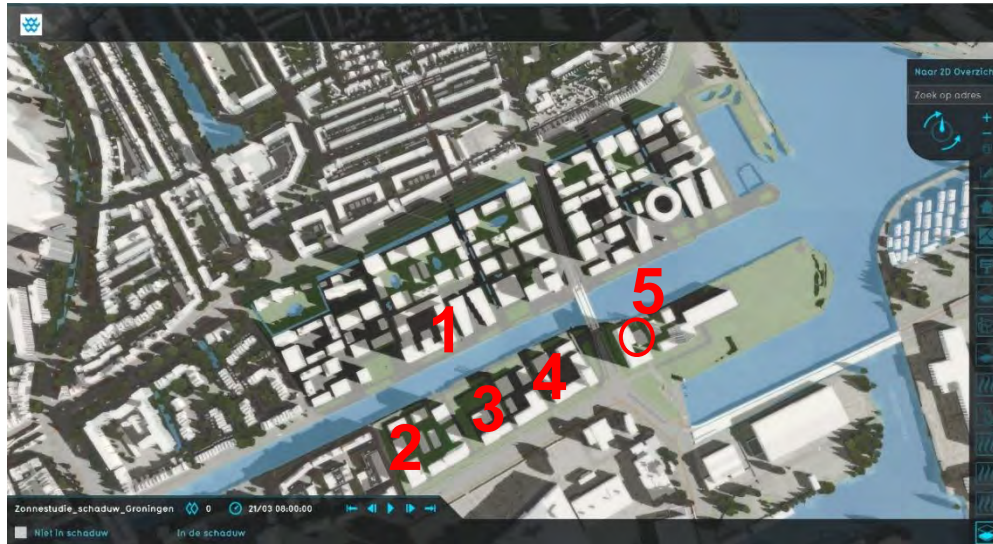 Naar 2D Overzich
Zoek op adres
+
−
5
1
4
3
2
Zonnestudie_schaduw_Groningen 0 21/03 08:00:00
Niet in schaduw In de schaduw